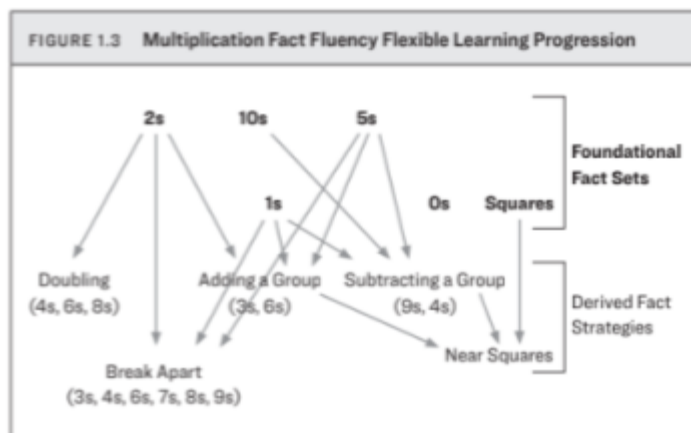 FIGURE 1.3 Multiplication Fact Fluency Flexible Learning Progression
2s 10s 5s
Foundational
Fact Sets
1s 0s Squares
Doubling
(4s, 6s, 8s)
Adding a Group
(3s, 6s)
Subtracting a Group
(9s, 4s)
Derived Fact
Strategies
Near Squares
Break Apart
(3s, 4s, 6s, 7s, 8s, 9s)